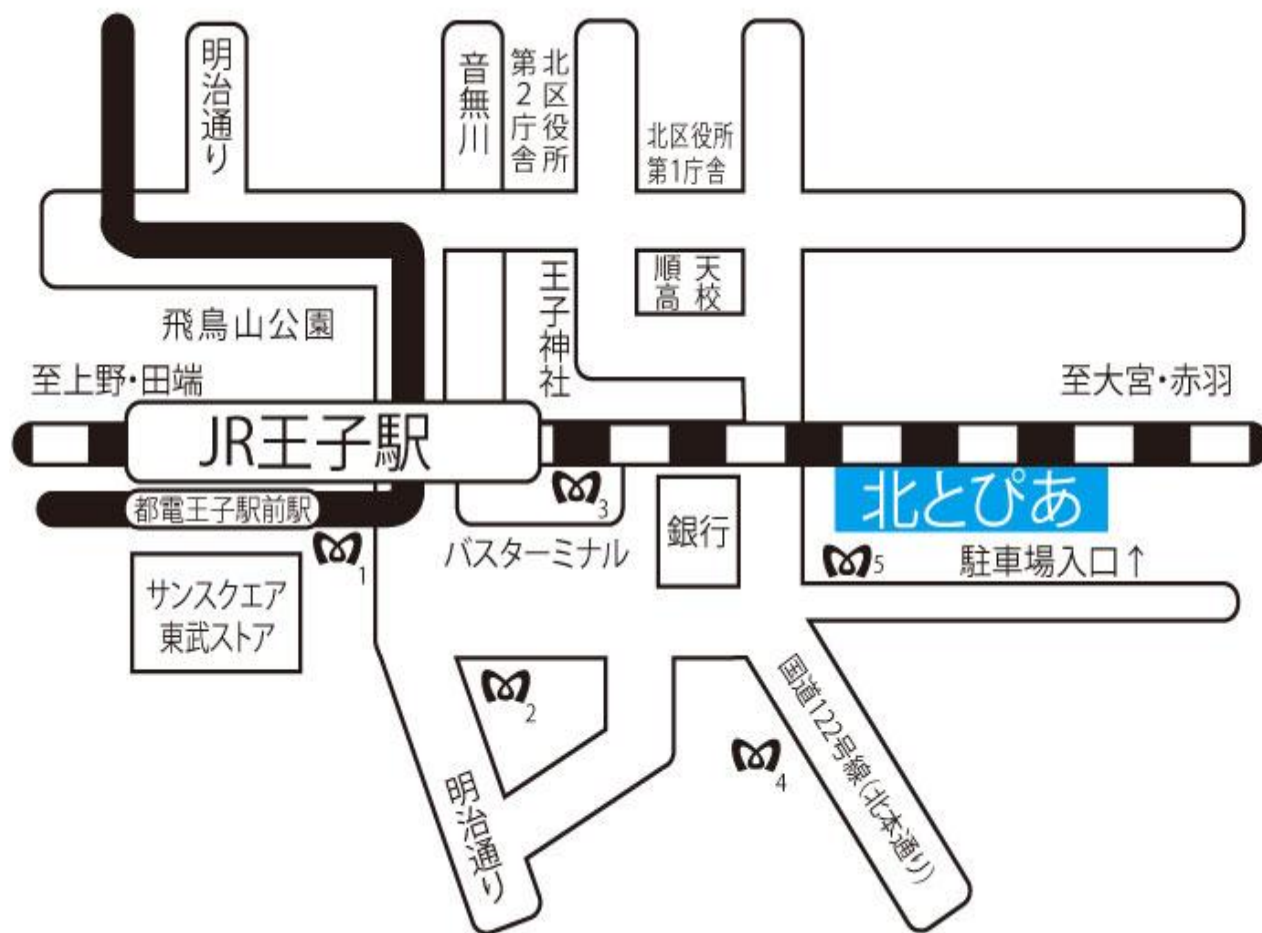 明治通り
音無川
北区役所
第2庁舎
北区役所
第1庁舎
順天
高校
王子神社
飛鳥山公園
至上野・田端
至大宮・赤羽
JR王子駅
北とぴあ
都電王子駅前駅
3
銀行
1
バスターミナル
5
駐車場入口↑
サンスクエア
東武ストア
2
4
国道122号線(北本通り)
明治通り